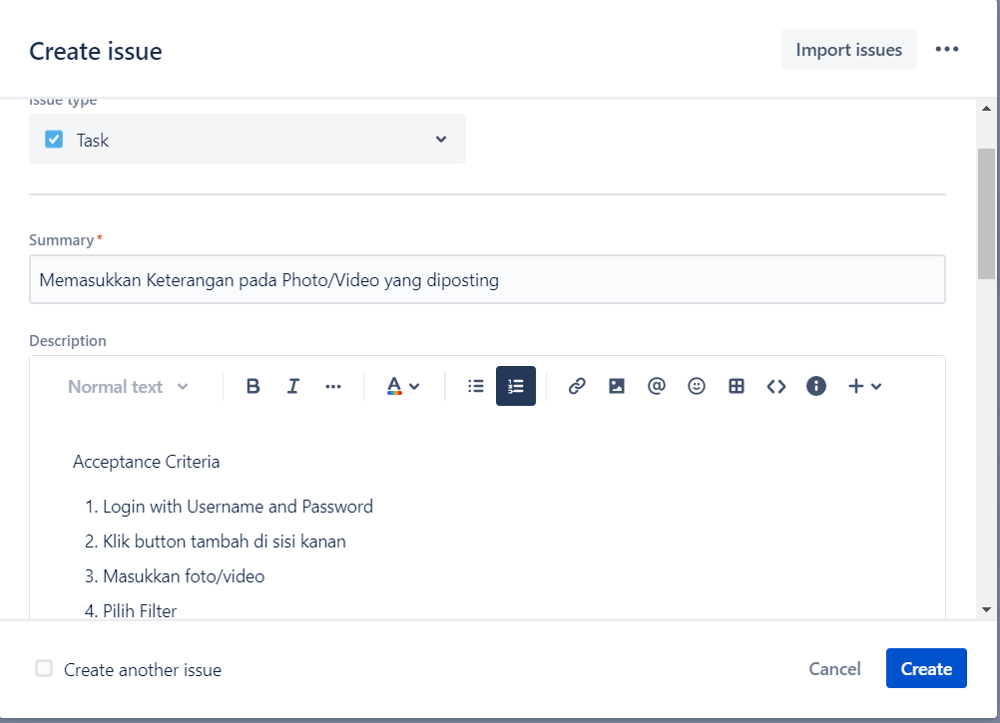 Create issue
Import issues
Issue type
Task
Summary*
Memasukkan Keterangan pada Photo/Video yang diposting
Description
Normal text
Acceptance Criteria
1. Login with Username and Password
2. Klik button tambah di sisi kanan
3. Masukkan foto/video
4. Pilih Filter
Create another issue
Cancel
Create